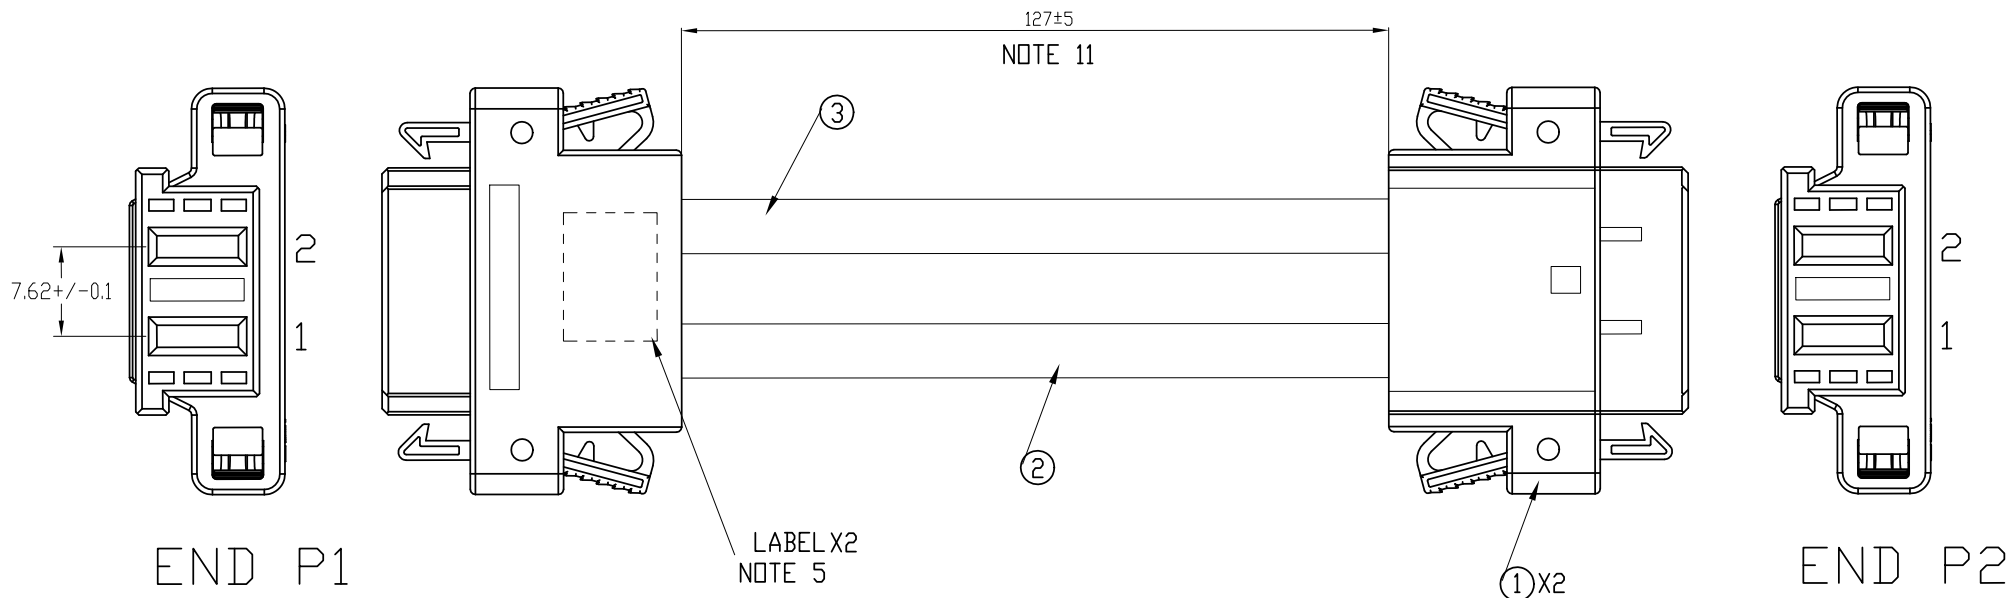 127±5
NOTE 11
3
2
7.62+/-0.1
1
2
1
2
LABEL X2
NOTE 5
1 X2
END P1
END P2